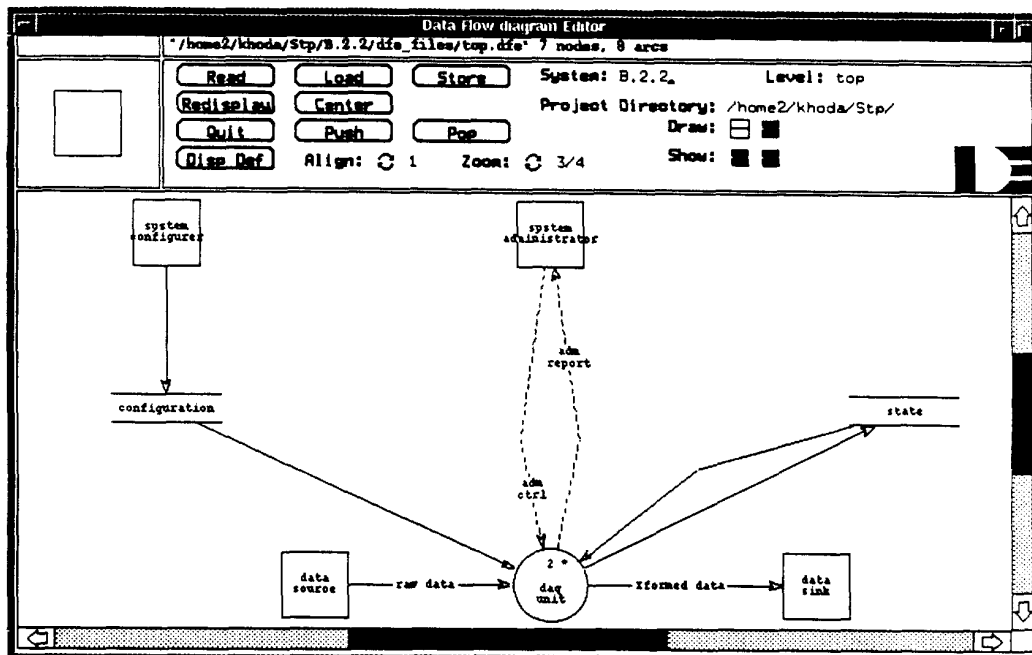 Data Flow diagram Editor
"/home2/khoda/Stp/B.2.2/dfe_files/top.dfe" 7 nodes, 8 arcs
Read Load Store System: B.2.2 Level: top
Redisplay Center Project Directory: /home2/khoda/Stp/
Quit Push Pop Draw:
Disp Def Align: 1 Zoom: 3/4 Show:
system
configurer
system
administrator
adm
report
configuration
state
adm
ctrl
2 *
data
source
raw data
daq
unit
Xformed data
data
sink